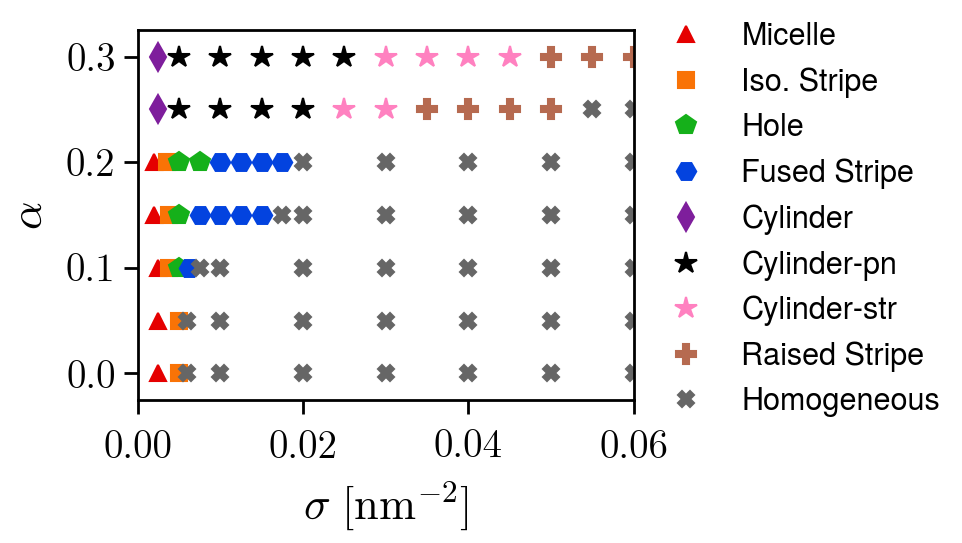 0.3
0.2
0.1
0.0
α
0.00 0.02 0.04 0.06
σ [nm⁻²]
Micelle
Iso. Stripe
Hole
Fused Stripe
Cylinder
Cylinder-pn
Cylinder-str
Raised Stripe
Homogeneous